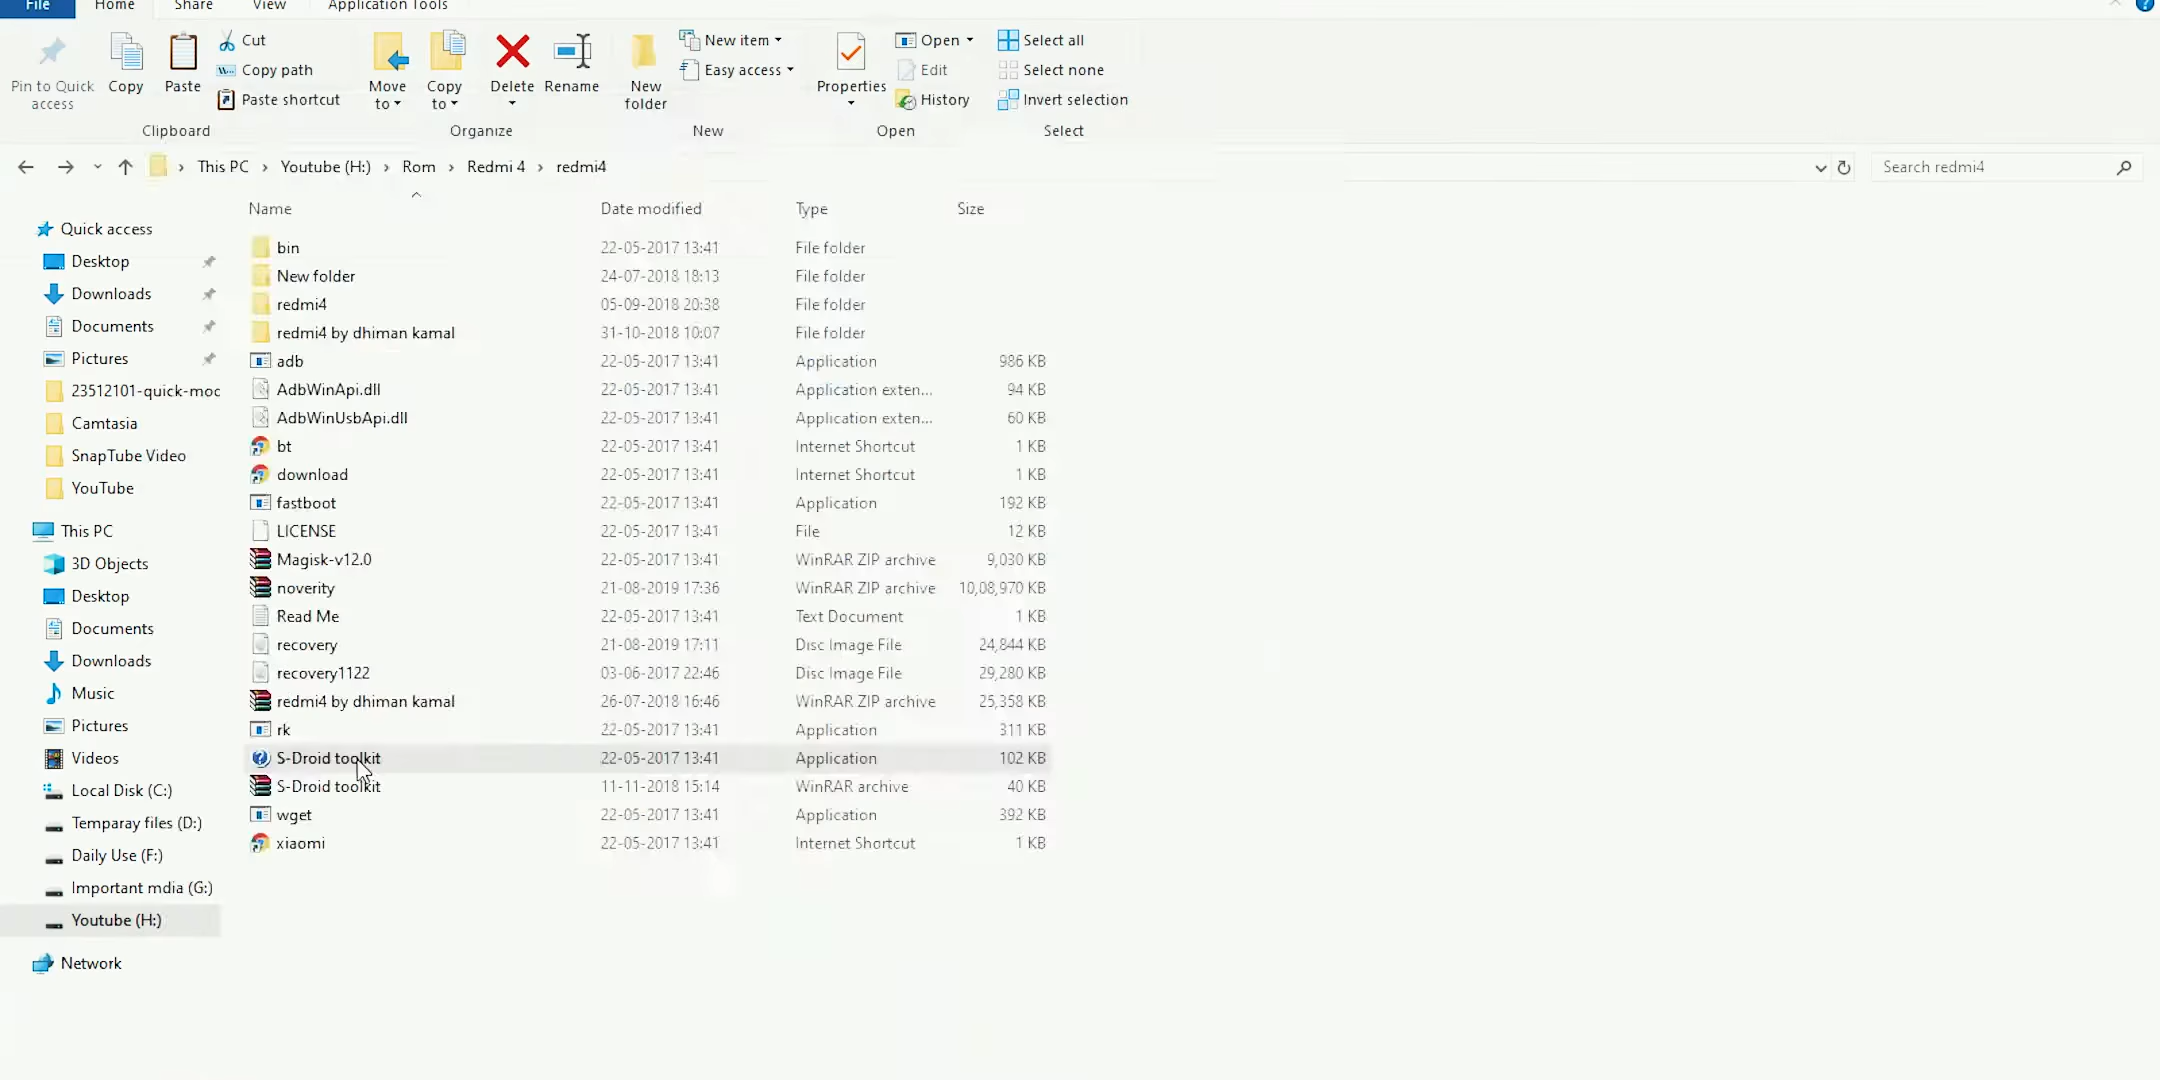 File Home Share View Application Tools
Pin to Quick access Copy Paste Cut Copy path Paste shortcut
Move to Copy to Delete Rename New folder New item Easy access
Properties Open Edit History Select all Select none Invert selection
Clipboard Organize New Open Select
This PC Youtube (H:) Rom Redmi 4 redmi4 Search redmi4
Name Date modified Type Size
Quick access
Desktop
Downloads
Documents
Pictures
23512101-quick-moc
Camtasia
SnapTube Video
YouTube
This PC
3D Objects
Desktop
Documents
Downloads
Music
Pictures
Videos
Local Disk (C:)
Temparay files (D:)
Daily Use (F:)
Important mdia (G:)
Youtube (H:)
Network
bin 22-05-2017 13:41 File folder
New folder 24-07-2018 18:13 File folder
redmi4 05-09-2018 20:38 File folder
redmi4 by dhiman kamal 31-10-2018 10:07 File folder
adb 22-05-2017 13:41 Application 986 KB
AdbWinApi.dll 22-05-2017 13:41 Application exten... 94 KB
AdbWinUsbApi.dll 22-05-2017 13:41 Application exten... 60 KB
bt 22-05-2017 13:41 Internet Shortcut 1 KB
download 22-05-2017 13:41 Internet Shortcut 1 KB
fastboot 22-05-2017 13:41 Application 192 KB
LICENSE 22-05-2017 13:41 File 12 KB
Magisk-v12.0 22-05-2017 13:41 WinRAR ZIP archive 9,030 KB
noverity 21-08-2019 17:36 WinRAR ZIP archive 10,08,970 KB
Read Me 22-05-2017 13:41 Text Document 1 KB
recovery 21-08-2019 17:11 Disc Image File 24,844 KB
recovery1122 03-06-2017 22:46 Disc Image File 29,280 KB
redmi4 by dhiman kamal 26-07-2018 16:46 WinRAR ZIP archive 25,358 KB
rk 22-05-2017 13:41 Application 311 KB
S-Droid toolkit 22-05-2017 13:41 Application 102 KB
S-Droid toolkit 11-11-2018 15:14 WinRAR archive 40 KB
wget 22-05-2017 13:41 Application 392 KB
xiaomi 22-05-2017 13:41 Internet Shortcut 1 KB